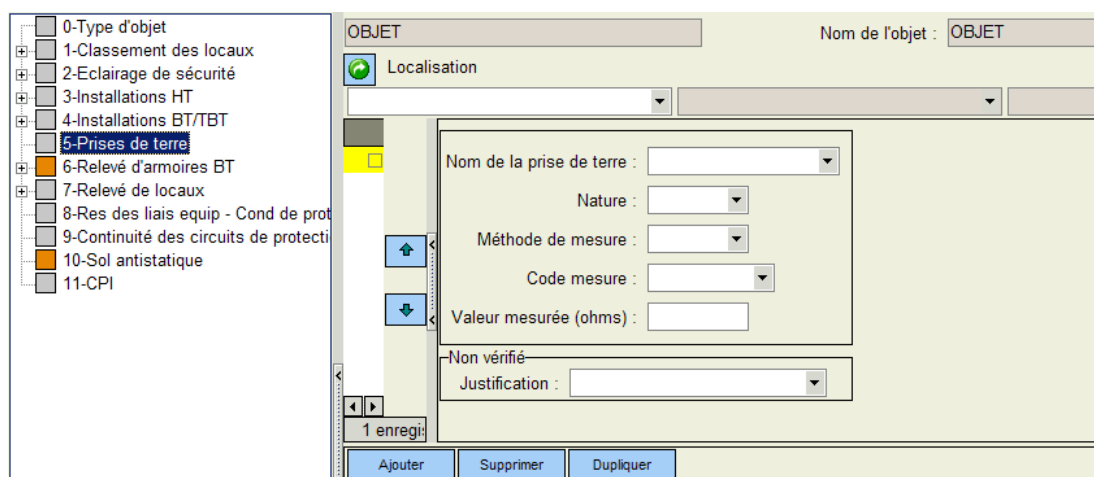 0-Type d'objet
1-Classement des locaux
2-Eclairage de sécurité
3-Installations HT
4-Installations BT/TBT
5-Prises de terre
6-Relevé d'armoires BT
7-Relevé de locaux
8-Res des liais equip - Cond de prot
9-Continuité des circuits de protecti
10-Sol antistatique
11-CPI
OBJET
Nom de l'objet : OBJET
Localisation
Nom de la prise de terre :
Nature :
Méthode de mesure :
Code mesure :
Valeur mesurée (ohms) :
Non vérifié
Justification :
1 enregi
Ajouter Supprimer Dupliquer